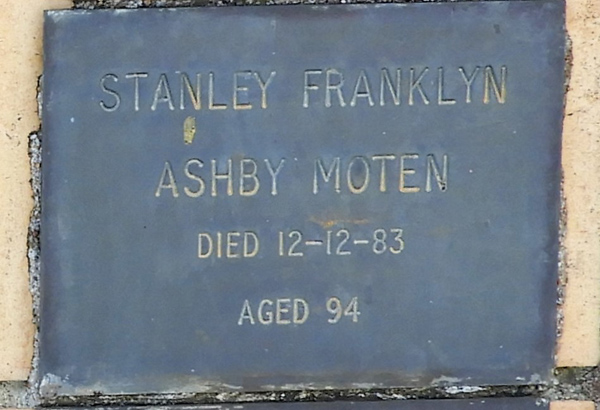 STANLEY FRANKLYN
ASHBY MOTEN
DIED 12-12-83
AGED 94